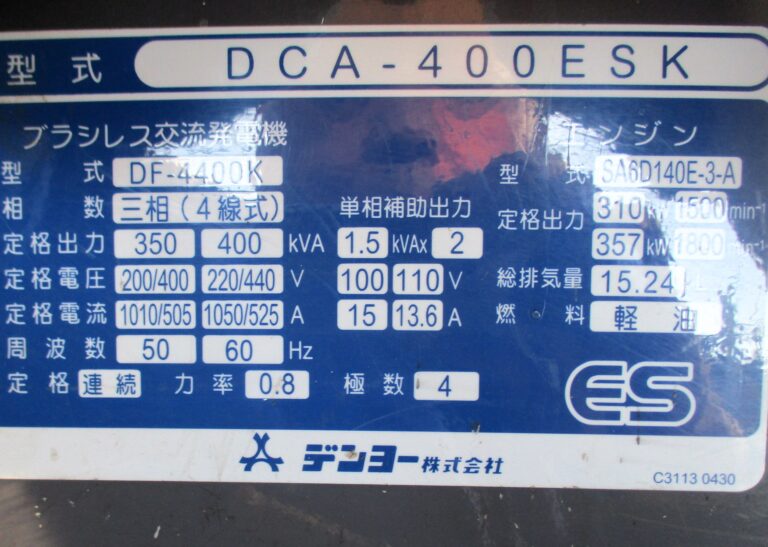 型式 DCA-400ESK
ブラシレス交流発電機
型式 DF-4400K
相数 三相(4線式)
定格出力 350 400 kVA
定格電圧 200/400 220/440 V
定格電流 1010/505 1050/525 A
周波数 50 60 Hz
定格 連続 力率 0.8 極数 4
単相補助出力
1.5 kVAx 2
100 110 V
15 13.6 A
エンジン
型式 SA6D140E-3-A
定格出力 310 kW 1500 min⁻¹
357 kW 1800 min⁻¹
総排気量 15.24 L
燃料 軽油
ES
デンヨー株式会社
C3113 0430